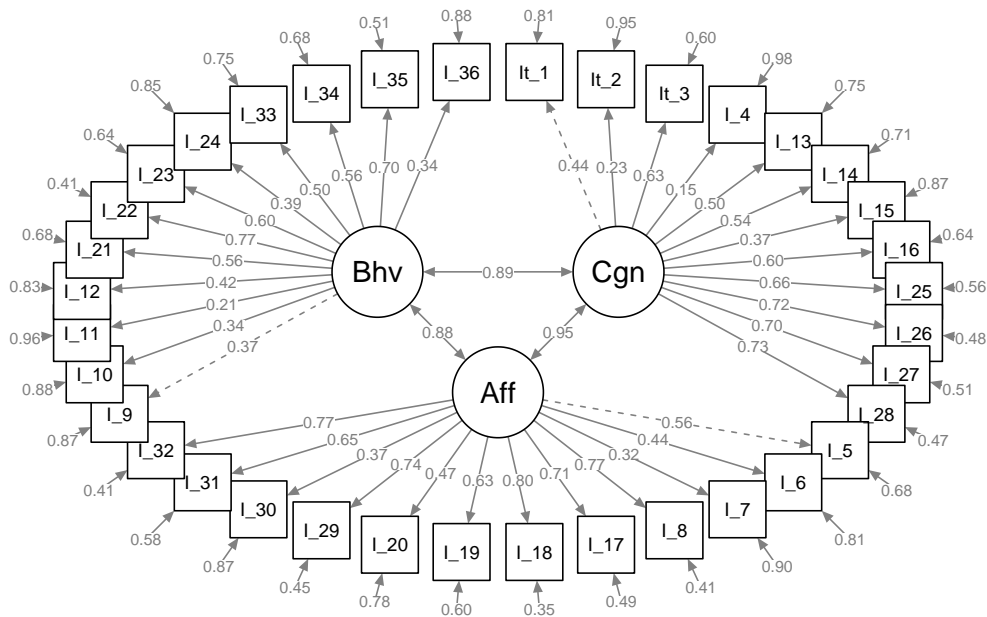 0.88 0.81
0.51 0.95
0.68 0.60
0.75 0.98
0.85 0.75
0.64 0.71
0.41 0.87
0.68 0.64
0.83 0.56
0.96 0.48
0.88 0.51
0.87 0.47
0.41 0.68
0.58 0.81
0.87 0.90
0.45 0.41
0.78 0.49
0.60 0.35
I_36 It_1
I_35 It_2
I_34 It_3
I_33 I_4
I_24 I_13
I_23 I_14
I_22 I_15
I_21 I_16
I_12 I_25
I_11 I_26
I_10 I_27
I_9 I_28
I_32 I_5
I_31 I_6
I_30 I_7
I_29 I_8
I_20 I_17
I_19 I_18
0.34 0.44
0.70 0.23
0.56 0.63
0.50 0.15
0.39 0.50
0.60 0.54
0.77 0.37
0.56 0.60
0.42 0.66
0.21 0.72
0.34 0.70
0.37 0.73
Bhv 0.89 Cgn
0.88 0.95
Aff
0.77 0.56
0.65 0.44
0.37 0.32
0.74 0.77
0.47 0.71
0.63 0.80